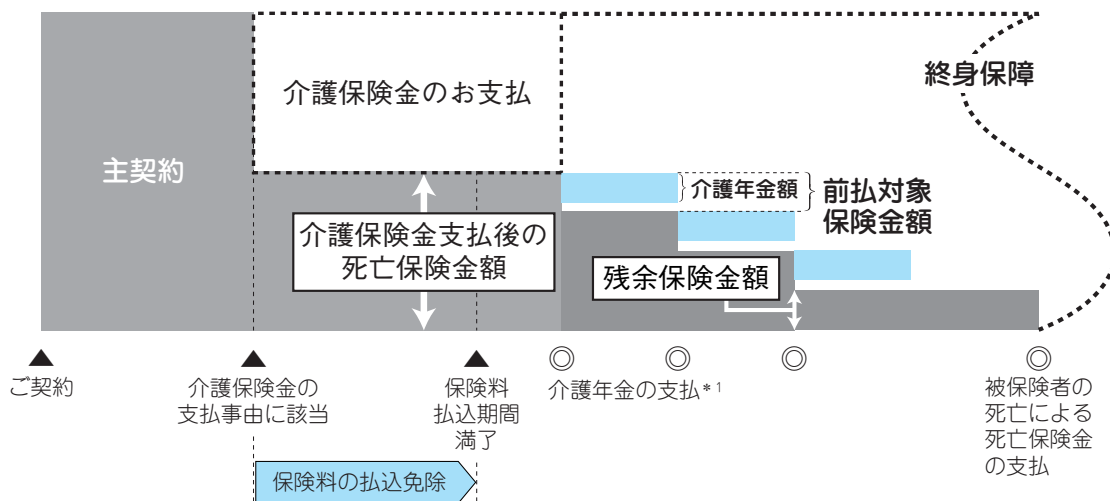 介護保険金のお支払
終身保障
主契約
介護年金額
前払対象
保険金額
介護保険金支払後の
死亡保険金額
残余保険金額
ご契約
介護保険金の
支払事由に該当
保険料
払込期間
満了
介護年金の支払*1
被保険者の
死亡による
死亡保険金
の支払
保険料の払込免除